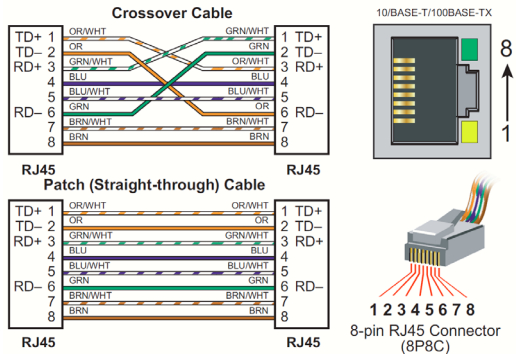 Crossover Cable
TD+ 1 OR/WHT GRN/WHT 1 TD+
TD– 2 OR GRN 2 TD–
RD+ 3 GRN/WHT OR/WHT 3 RD+
4 BLU BLU 4
5 BLU/WHT BLU/WHT 5
RD– 6 GRN OR 6 RD–
7 BRN/WHT BRN/WHT 7
8 BRN BRN 8
RJ45 RJ45
Patch (Straight-through) Cable
TD+ 1 OR/WHT OR/WHT 1 TD+
TD– 2 OR OR 2 TD–
RD+ 3 GRN/WHT GRN/WHT 3 RD+
4 BLU BLU 4
5 BLU/WHT BLU/WHT 5
RD– 6 GRN GRN 6 RD–
7 BRN/WHT BRN/WHT 7
8 BRN BRN 8
RJ45 RJ45
10/BASE-T/100BASE-TX
8
1
1 2 3 4 5 6 7 8
8-pin RJ45 Connector
(8P8C)